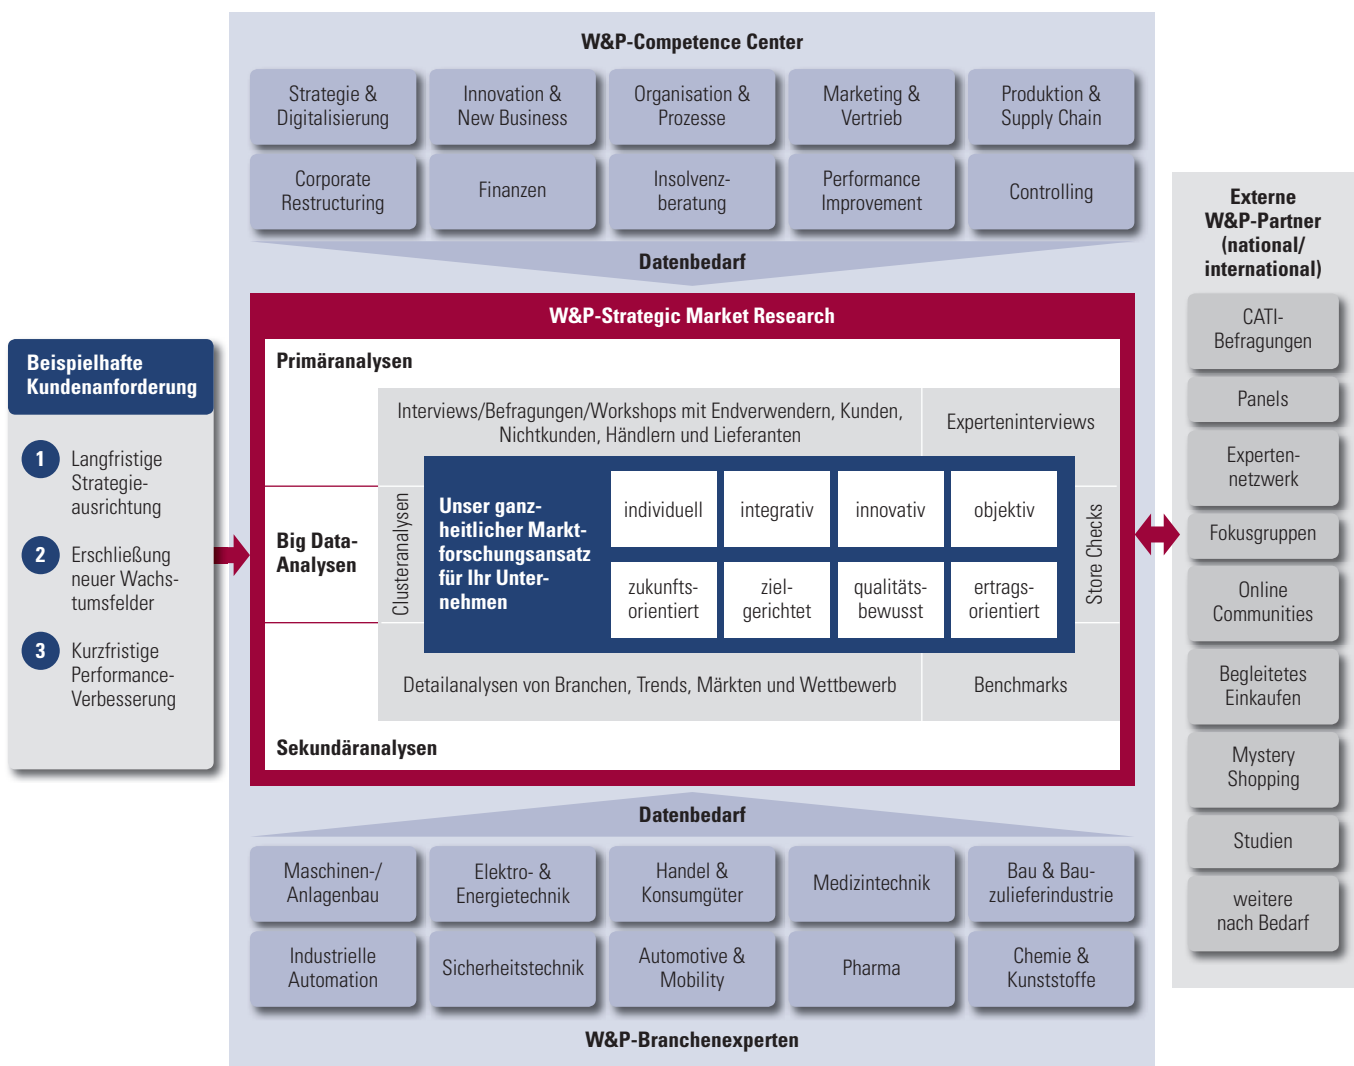 W&P-Competence Center
Strategie &
Digitalisierung
Innovation &
New Business
Organisation &
Prozesse
Marketing &
Vertrieb
Produktion &
Supply Chain
Corporate
Restructuring
Finanzen
Insolvenz-
beratung
Performance
Improvement
Controlling
Datenbedarf
W&P-Strategic Market Research
Beispielhafte
Kundenanforderung
1 Langfristige
Strategie-
ausrichtung
2 Erschließung
neuer Wachs-
tumsfelder
3 Kurzfristige
Performance-
Verbesserung
Primäranalysen
Interviews/Befragungen/Workshops mit Endverwendern, Kunden,
Nichtkunden, Händlern und Lieferanten
Experteninterviews
Big Data-
Analysen
Clusteranalysen
Unser ganz-
heitlicher Markt-
forschungsansatz
für Ihr Unter-
nehmen
individuell
integrativ
innovativ
objektiv
zukunfts-
orientiert
ziel-
gerichtet
qualitäts-
bewusst
ertrags-
orientiert
Store Checks
Detailanalysen von Branchen, Trends, Märkten und Wettbewerb
Benchmarks
Sekundäranalysen
Datenbedarf
Maschinen-/
Anlagenbau
Elektro- &
Energietechnik
Handel &
Konsumgüter
Medizintechnik
Bau & Bau-
zulieferindustrie
Industrielle
Automation
Sicherheitstechnik
Automotive &
Mobility
Pharma
Chemie &
Kunststoffe
W&P-Branchenexperten
Externe
W&P-Partner
(national/
international)
CATI-
Befragungen
Panels
Experten-
netzwerk
Fokusgruppen
Online
Communities
Begleitetes
Einkaufen
Mystery
Shopping
Studien
weitere
nach Bedarf